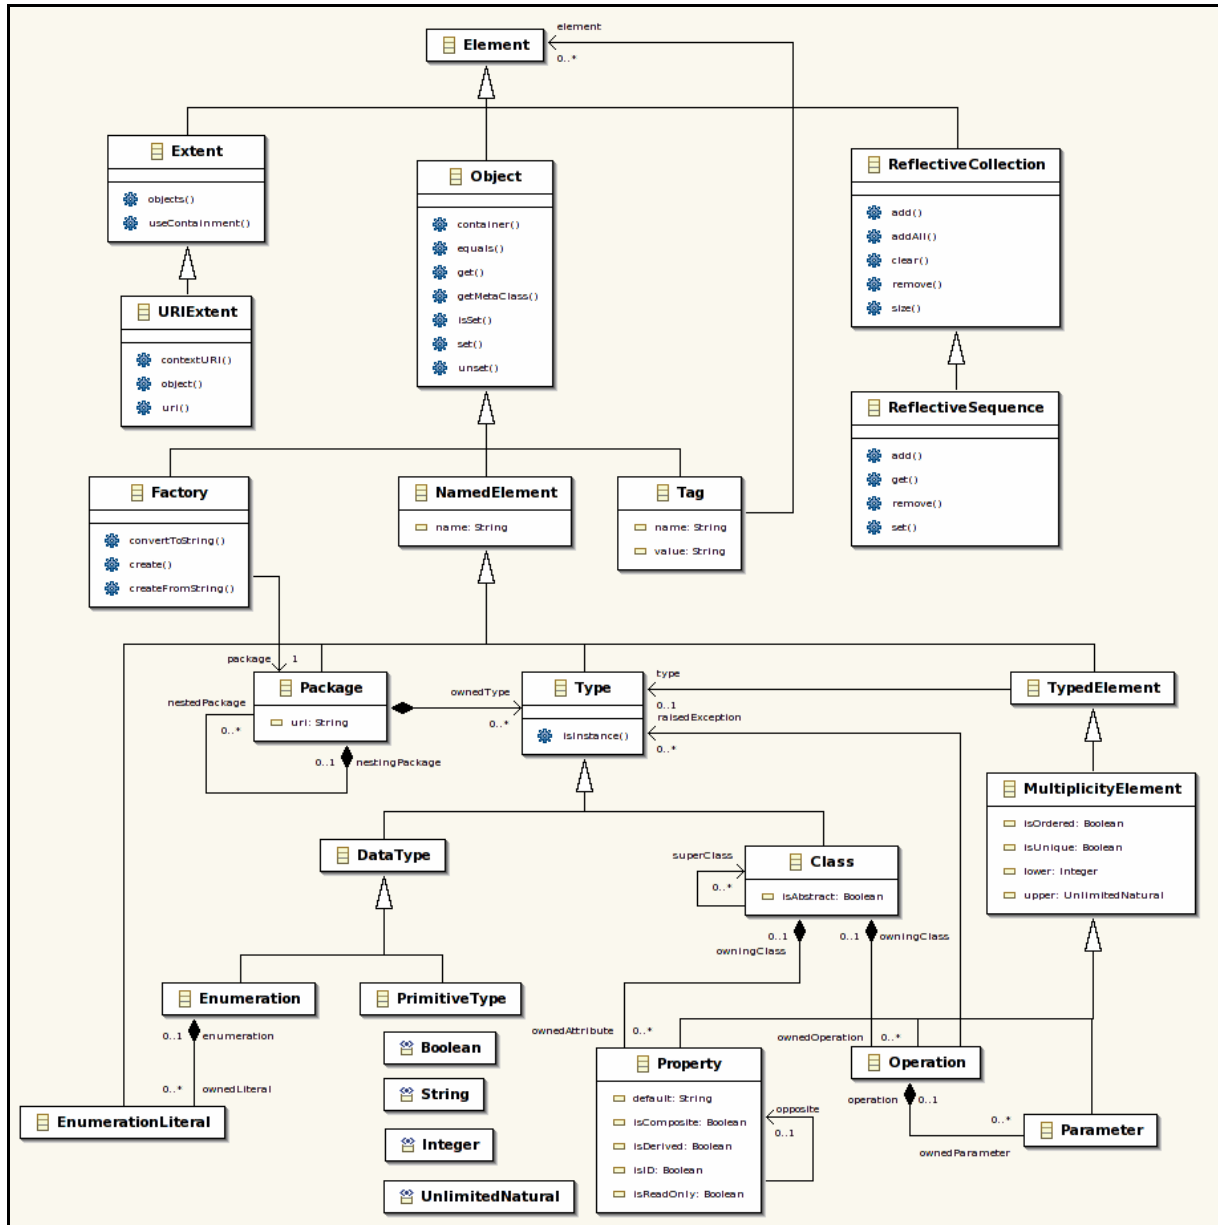 element
Element
0..*
Extent
objects()
useContainment()
Object
container()
equals()
get()
getMetaClass()
isSet()
set()
unset()
ReflectiveCollection
add()
addAll()
clear()
remove()
size()
URIExtent
contextURI()
object()
uri()
ReflectiveSequence
add()
get()
remove()
set()
Factory
convertToString()
create()
createFromString()
NamedElement
name: String
Tag
name: String
value: String
package
1
Package
uri: String
nestedPackage
0..*
0..1
nestingPackage
ownedType
0..*
Type
isInstance()
type
0..1
raisedException
0..*
TypedElement
MultiplicityElement
isOrdered: Boolean
isUnique: Boolean
lower: Integer
upper: UnlimitedNatural
DataType
superClass
0..*
Class
isAbstract: Boolean
0..1
owningClass
0..1
owningClass
Enumeration
PrimitiveType
0..1
enumeration
0..*
ownedLiteral
EnumerationLiteral
Boolean
String
Integer
UnlimitedNatural
ownedAttribute
0..*
Property
default: String
isComposite: Boolean
isDerived: Boolean
isID: Boolean
isReadOnly: Boolean
opposite
0..1
ownedOperation
0..*
Operation
operation
0..1
0..*
ownedParameter
Parameter